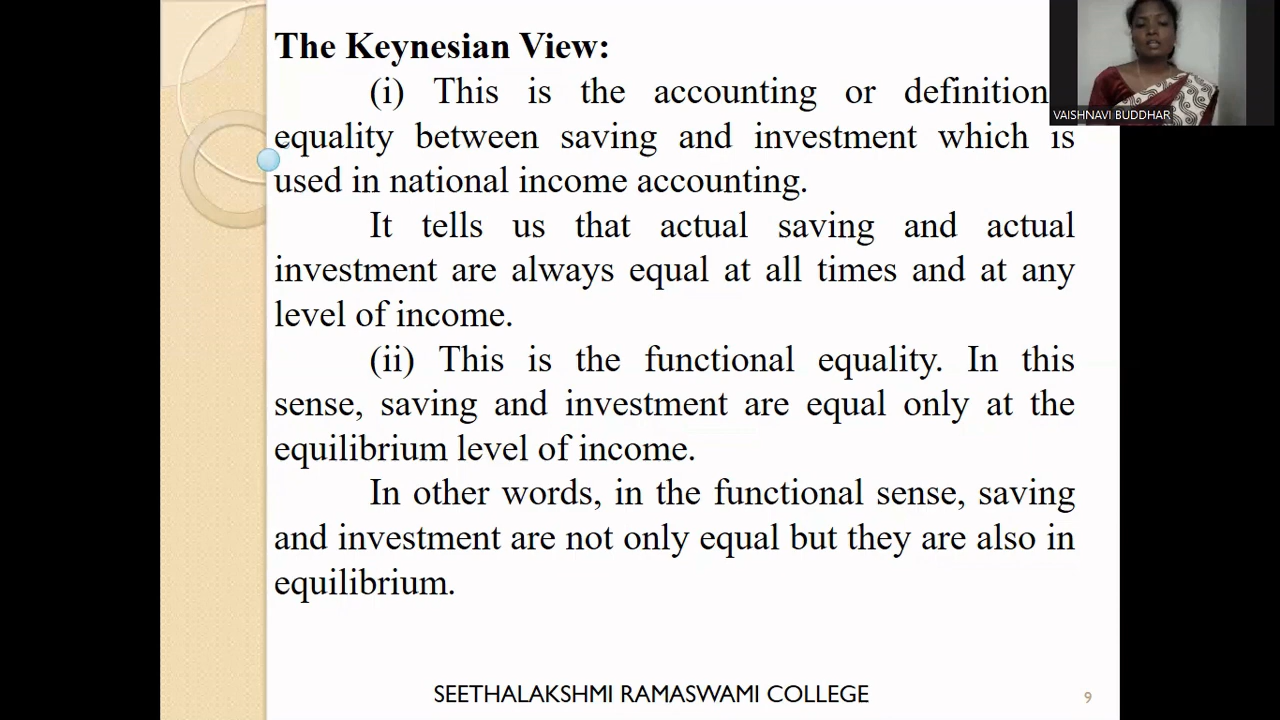 The Keynesian View:
(i) This is the accounting or definition
equality between saving and investment which is
used in national income accounting.
It tells us that actual saving and actual
investment are always equal at all times and at any
level of income.
(ii) This is the functional equality. In this
sense, saving and investment are equal only at the
equilibrium level of income.
In other words, in the functional sense, saving
and investment are not only equal but they are also in
equilibrium.
SEETHALAKSHMI RAMASWAMI COLLEGE
9
VAISHNAVI BUDDHAR